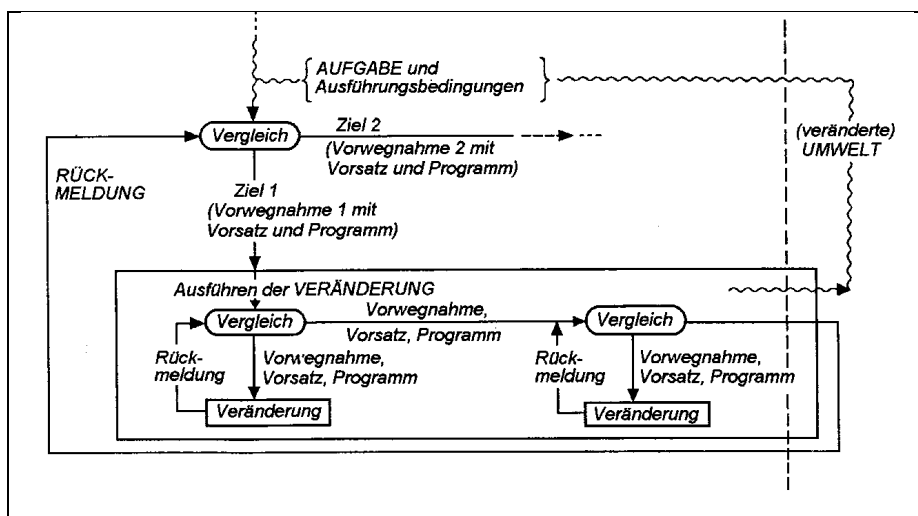 AUFGABE und
Ausführungsbedingungen
Vergleich
Ziel 2
(Vorwegnahme 2 mit
Vorsatz und Programm)
(veränderte)
UMWELT
RÜCK-
MELDUNG
Ziel 1
(Vorwegnahme 1 mit
Vorsatz und Programm)
Ausführen der VERÄNDERUNG
Vergleich
Vorwegnahme,
Vorsatz, Programm
Vergleich
Rück-
meldung
Vorwegnahme,
Vorsatz, Programm
Rück-
meldung
Vorwegnahme,
Vorsatz, Programm
Veränderung
Veränderung